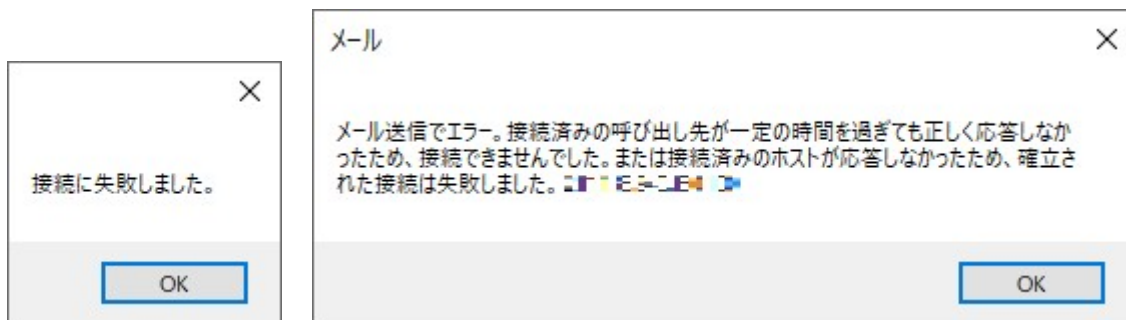 接続に失敗しました。
OK
メール
メール送信でエラー。接続済みの呼び出し先が一定の時間を過ぎても正しく応答しなか
ったため、接続できませんでした。または接続済みのホストが応答しなかったため、確立さ
れた接続は失敗しました。
OK